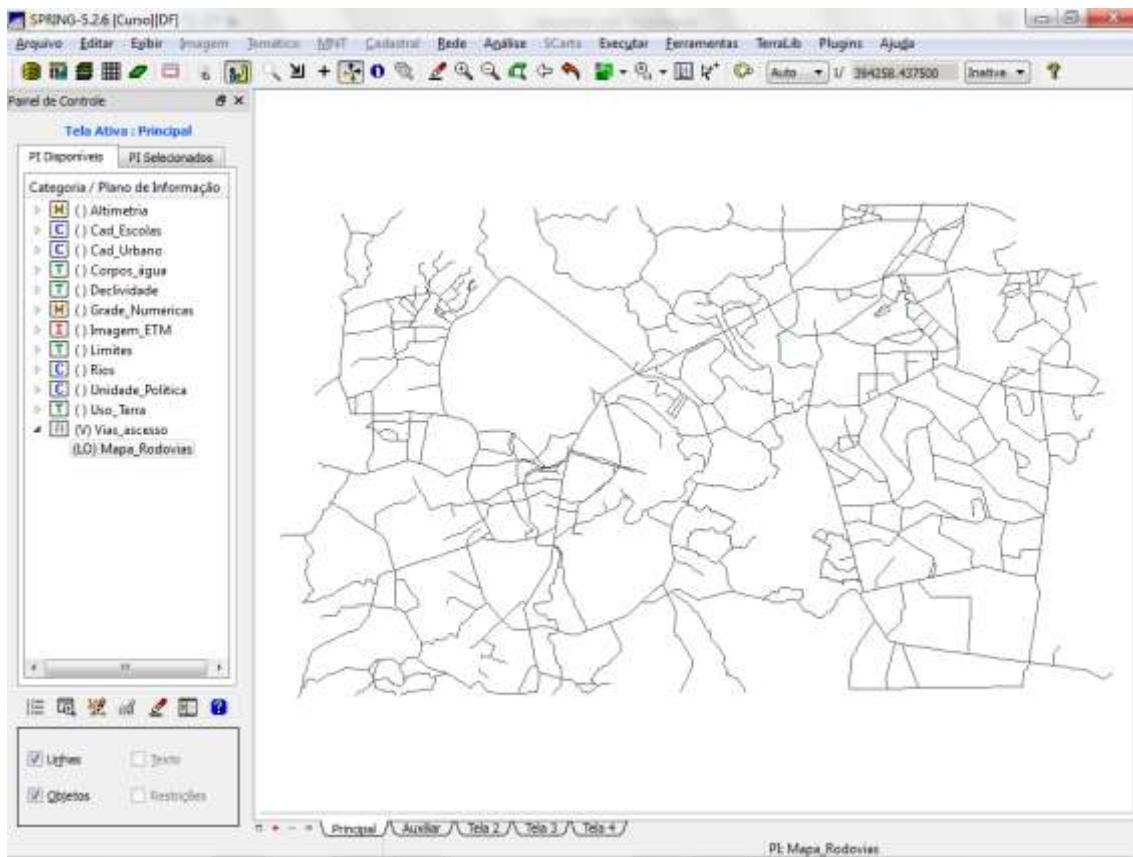 SPRING-5.2.6 [Curso][DF]
Arquivo Editar Exibir Imagem Temático MNT Cadastral Rede Análise SCarta Executar Ferramentas TerraLib Plugins Ajuda
Auto 1/ 394258.437500 Inativa
Painel de Controle
Tela Ativa : Principal
PI Disponíveis PI Selecionados
Categoria / Plano de Informação
M () Altimetria
C () Cad_Escolas
C () Cad_Urbano
T () Corpos_água
T () Declividade
M () Grade_Numericas
I () Imagem_ETM
T () Limites
C () Rios
C () Unidade_Politica
T () Uso_Terra
(V) Vias_ascesso
(LO) Mapa_Rodovias
Linhas Texto
Objetos Restrições
Principal Auxiliar Tela 2 Tela 3 Tela 4
PI: Mapa_Rodovias